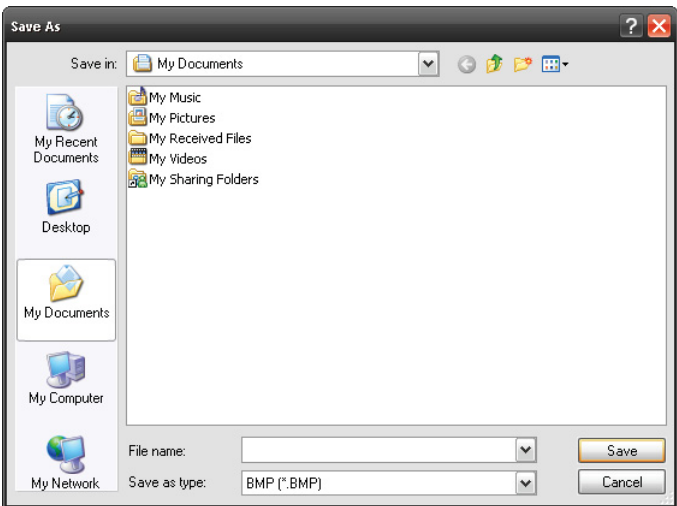 Save As
Save in: My Documents
My Recent
Documents
Desktop
My Documents
My Computer
My Network
My Music
My Pictures
My Received Files
My Videos
My Sharing Folders
File name:
Save
Save as type: BMP (*.BMP)
Cancel